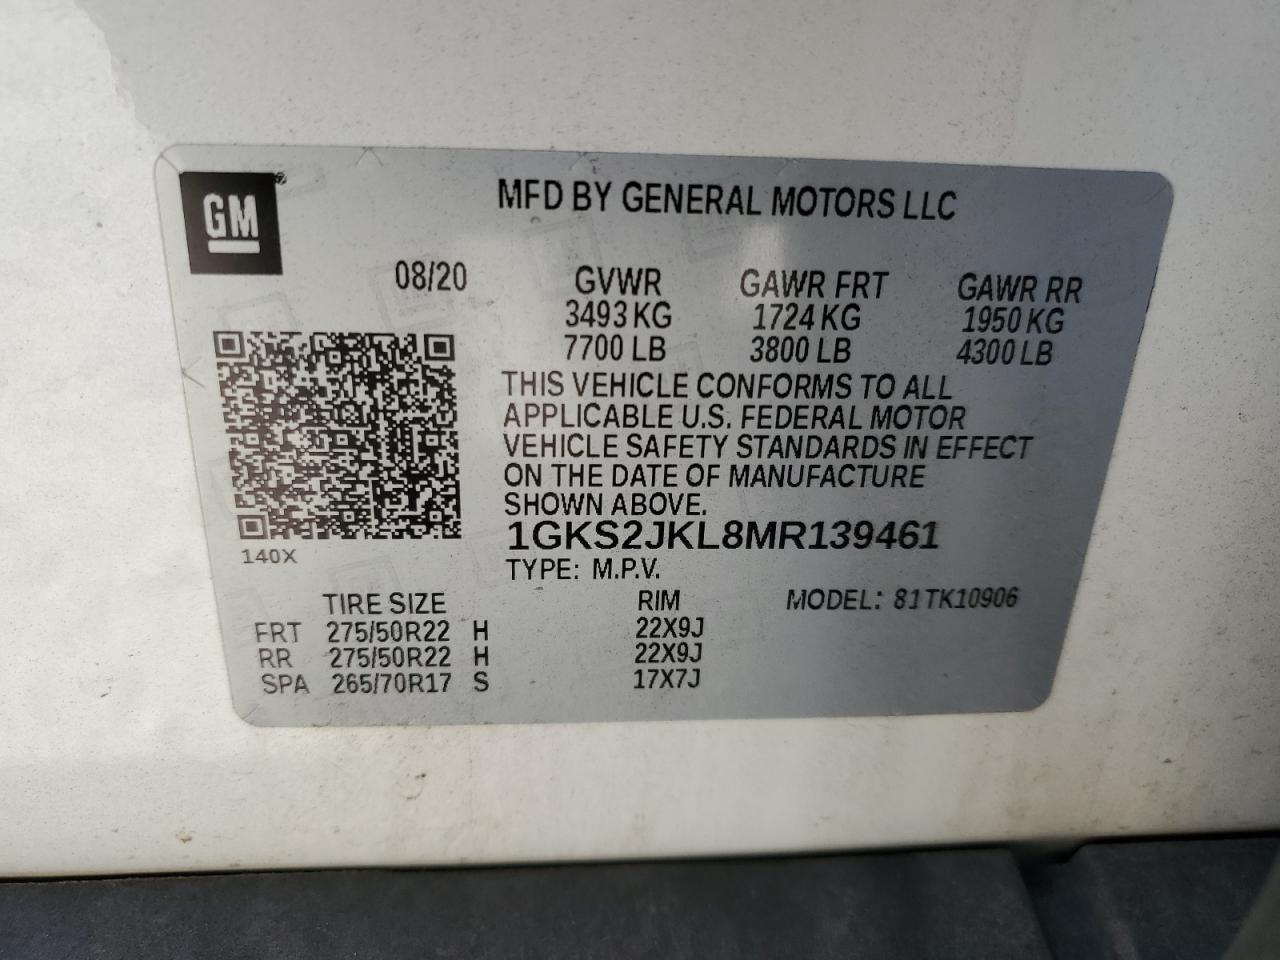 GM®
MFD BY GENERAL MOTORS LLC
08/20 GVWR GAWR FRT GAWR RR
3493 KG 1724 KG 1950 KG
7700 LB 3800 LB 4300 LB
THIS VEHICLE CONFORMS TO ALL
APPLICABLE U.S. FEDERAL MOTOR
VEHICLE SAFETY STANDARDS IN EFFECT
ON THE DATE OF MANUFACTURE
SHOWN ABOVE.
1GKS2JKL8MR139461
140X
TYPE: M.P.V.
TIRE SIZE RIM MODEL: 81TK10906
FRT 275/50R22 H 22X9J
RR 275/50R22 H 22X9J
SPA 265/70R17 S 17X7J